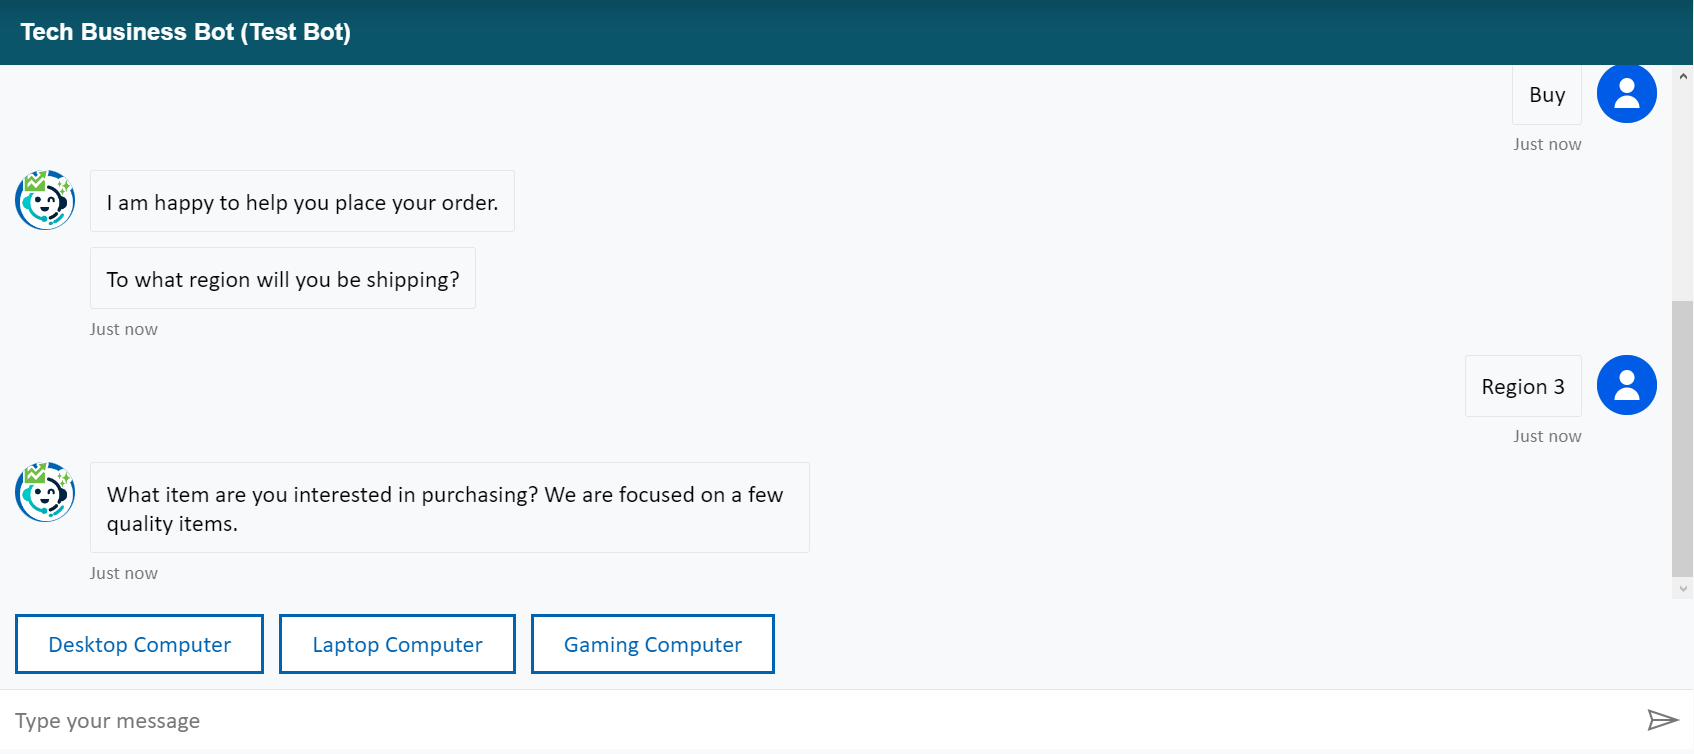 Tech Business Bot (Test Bot)
Buy
Just now
I am happy to help you place your order.
To what region will you be shipping?
Just now
Region 3
Just now
What item are you interested in purchasing? We are focused on a few
quality items.
Just now
Desktop Computer
Laptop Computer
Gaming Computer
Type your message